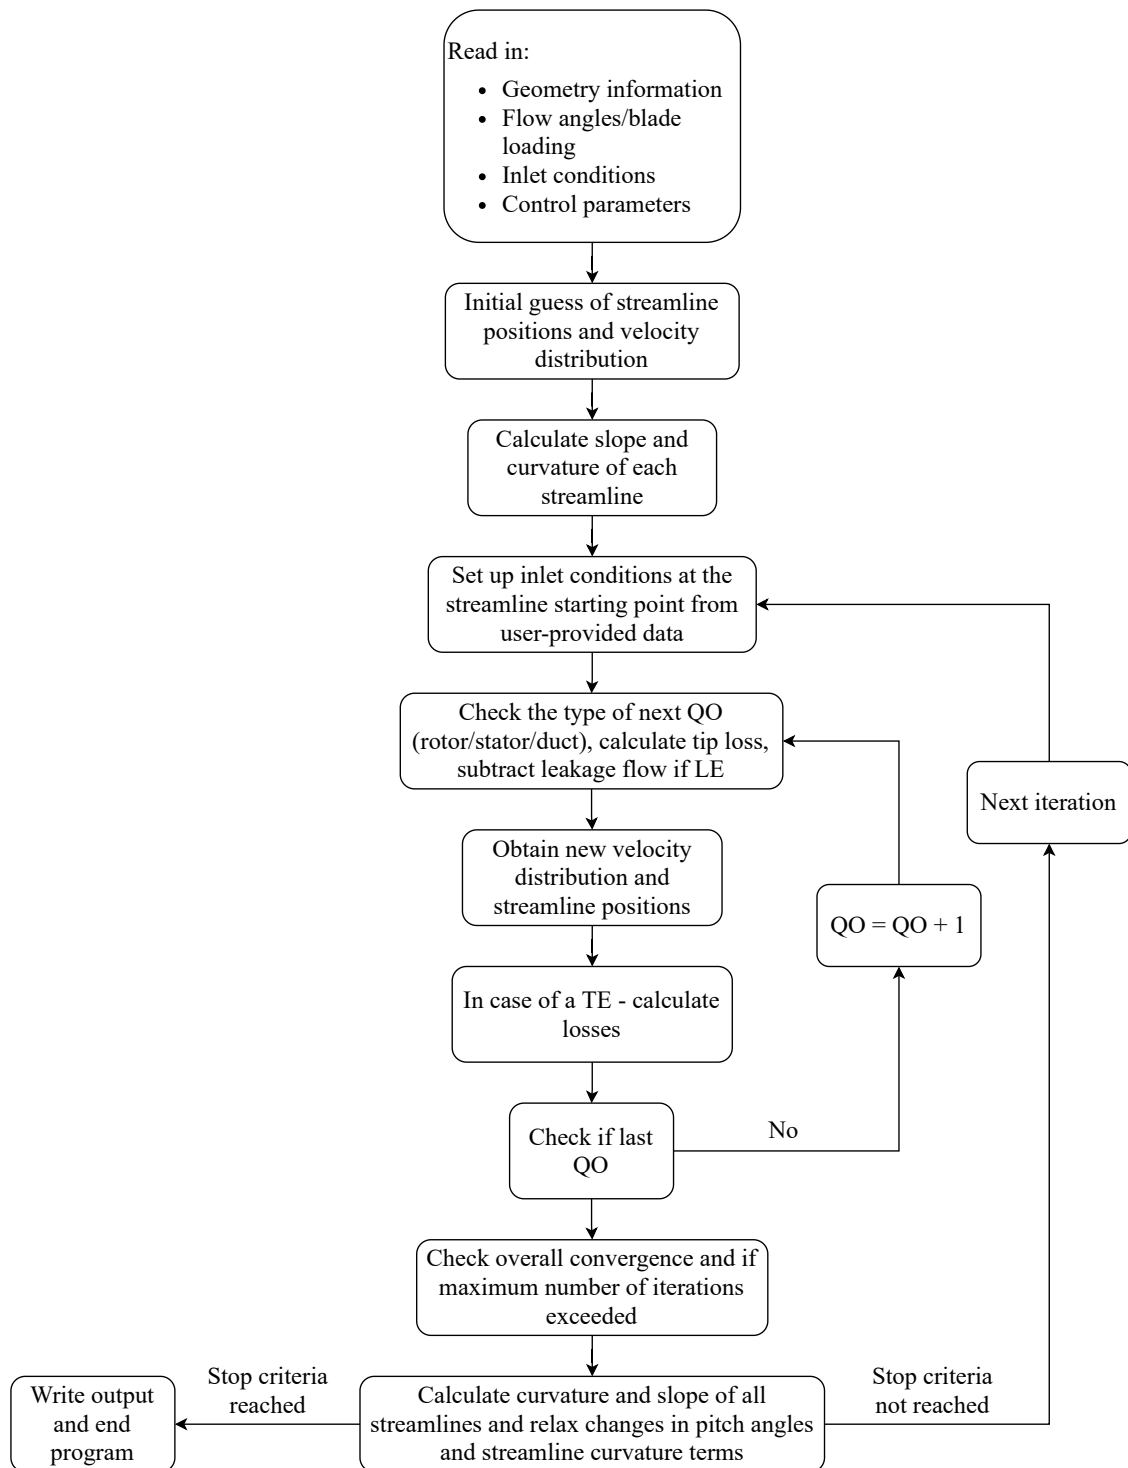 Read in:
• Geometry information
• Flow angles/blade
loading
• Inlet conditions
• Control parameters
Initial guess of streamline
positions and velocity
distribution
Calculate slope and
curvature of each
streamline
Set up inlet conditions at the
streamline starting point from
user-provided data
Check the type of next QO
(rotor/stator/duct), calculate tip loss,
subtract leakage flow if LE
Next iteration
Obtain new velocity
distribution and
streamline positions
QO = QO + 1
In case of a TE - calculate
losses
Check if last
QO
No
Check overall convergence and if
maximum number of iterations
exceeded
Stop criteria
reached
Stop criteria
not reached
Write output
and end
program
Calculate curvature and slope of all
streamlines and relax changes in pitch angles
and streamline curvature terms